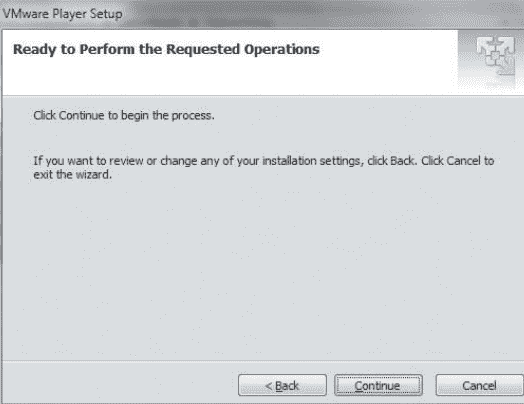 VMware Player Setup
Ready to Perform the Requested Operations
Click Continue to begin the process.
If you want to review or change any of your installation settings, click Back. Click Cancel to
exit the wizard.
< Back Continue Cancel